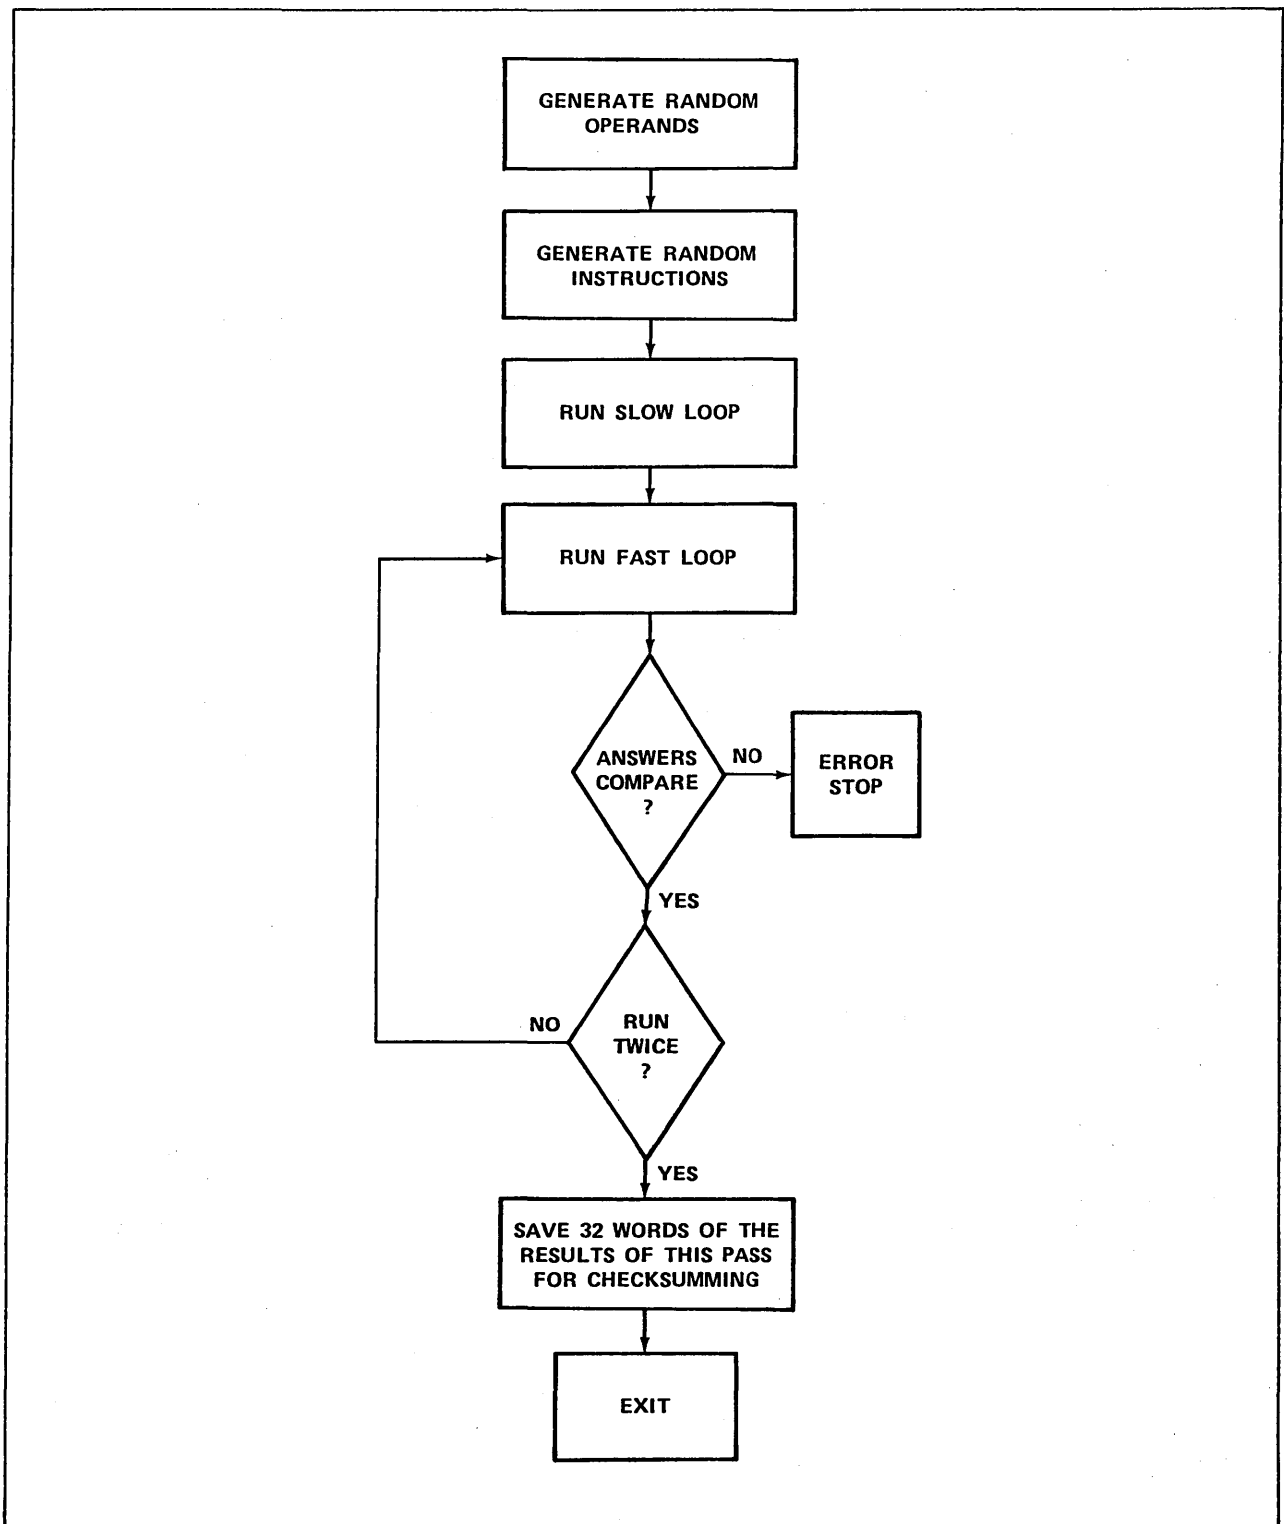 GENERATE RANDOM
OPERANDS
GENERATE RANDOM
INSTRUCTIONS
RUN SLOW LOOP
RUN FAST LOOP
ANSWERS
COMPARE
?
NO
ERROR
STOP
YES
RUN
TWICE
?
NO
YES
SAVE 32 WORDS OF THE
RESULTS OF THIS PASS
FOR CHECKSUMMING
EXIT